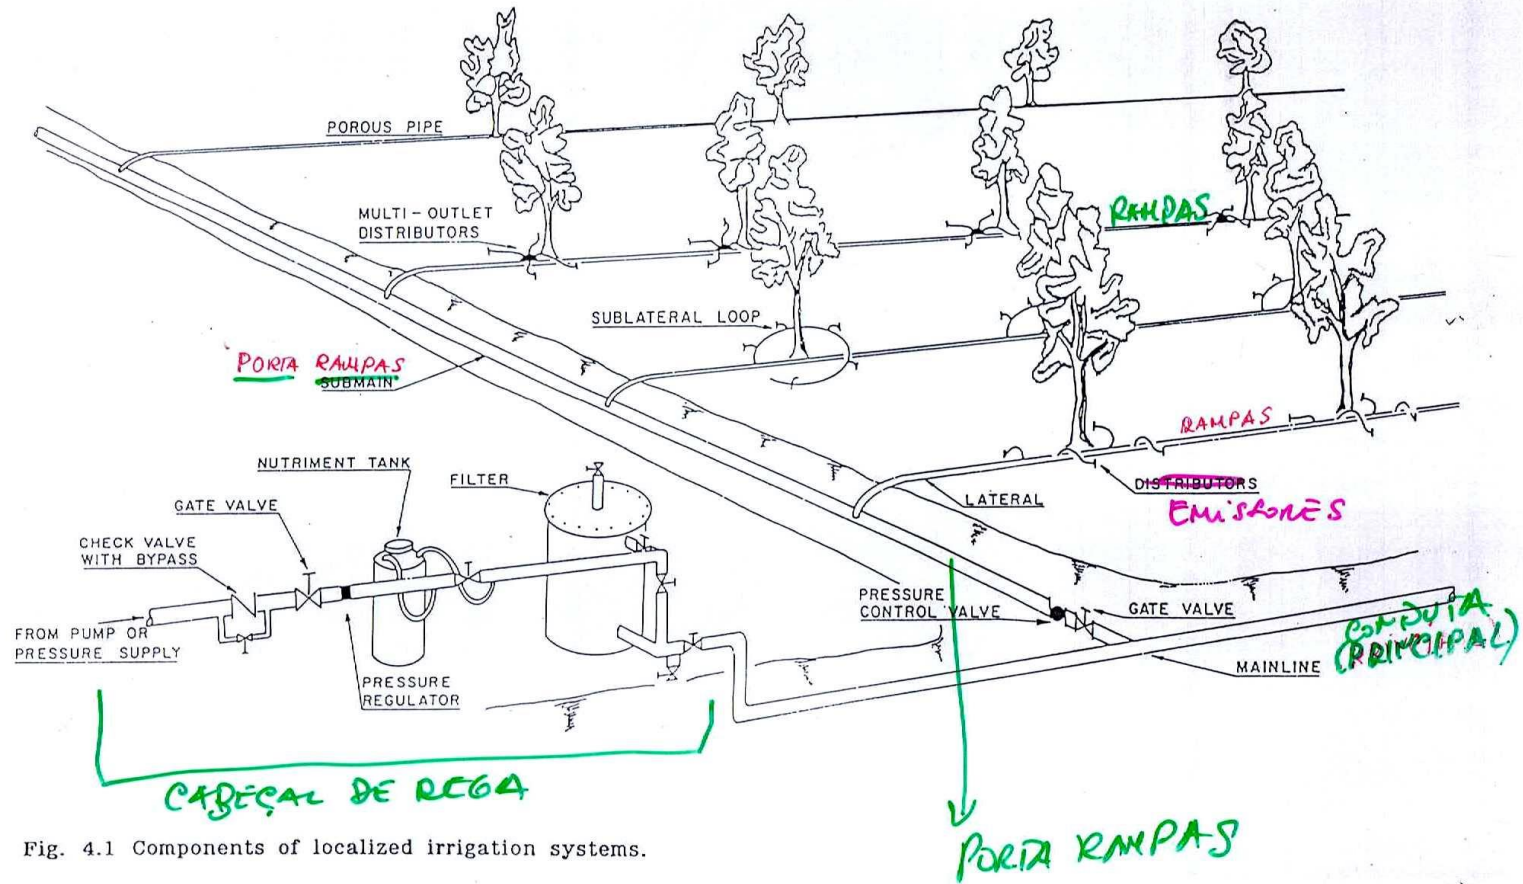 POROUS PIPE
MULTI-OUTLET
DISTRIBUTORS
RAMPAS
SUBLATERAL LOOP
PORTA RAMPAS
SUBMAIN
RAMPAS
NUTRIMENT TANK
FILTER
DISTRIBUTORS
LATERAL
EMISSORES
GATE VALVE
CHECK VALVE
WITH BYPASS
PRESSURE
CONTROL VALVE
GATE VALVE
FROM PUMP OR
PRESSURE SUPPLY
CONDUTA
(PRINCIPAL)
MAINLINE
PRESSURE
REGULATOR
CABEÇAL DE REGA
PORTA RAMPAS
Fig. 4.1 Components of localized irrigation systems.